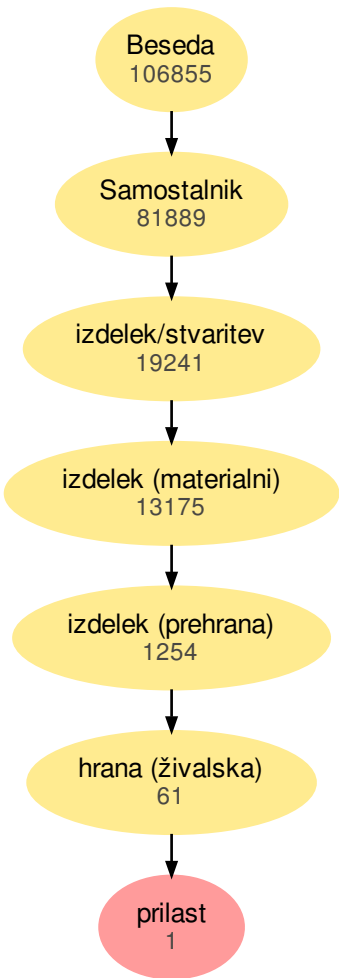 Beseda
106855
Samostalnik
81889
izdelek/stvaritev
19241
izdelek (materialni)
13175
izdelek (prehrana)
1254
hrana (živalska)
61
prilast
1